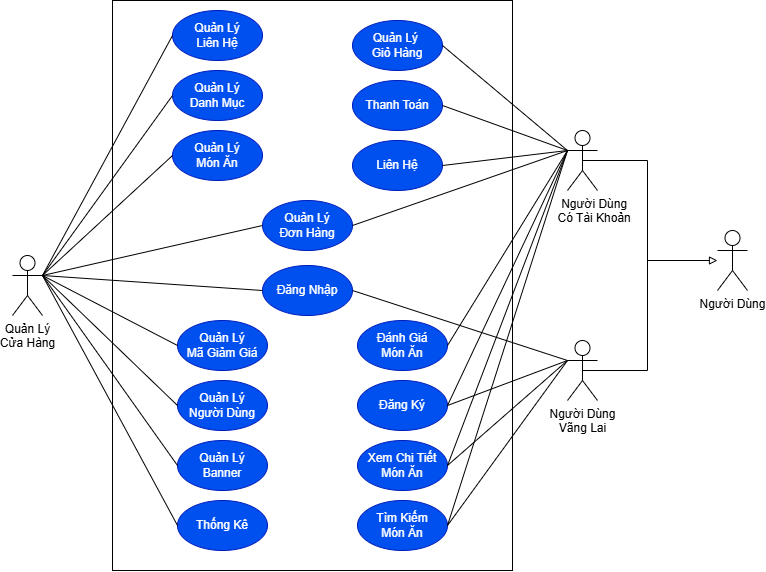 Quản Lý
Liên Hệ
Quản Lý
Giỏ Hàng
Quản Lý
Danh Mục
Thanh Toán
Quản Lý
Món Ăn
Liên Hệ
Người Dùng
Có Tài Khoản
Quản Lý
Đơn Hàng
Đăng Nhập
Người Dùng
Quản Lý
Cửa Hàng
Quản Lý
Mã Giảm Giá
Đánh Giá
Món Ăn
Quản Lý
Người Dùng
Đăng Ký
Người Dùng
Vãng Lai
Quản Lý
Banner
Xem Chi Tiết
Món Ăn
Thống Kê
Tìm Kiếm
Món Ăn